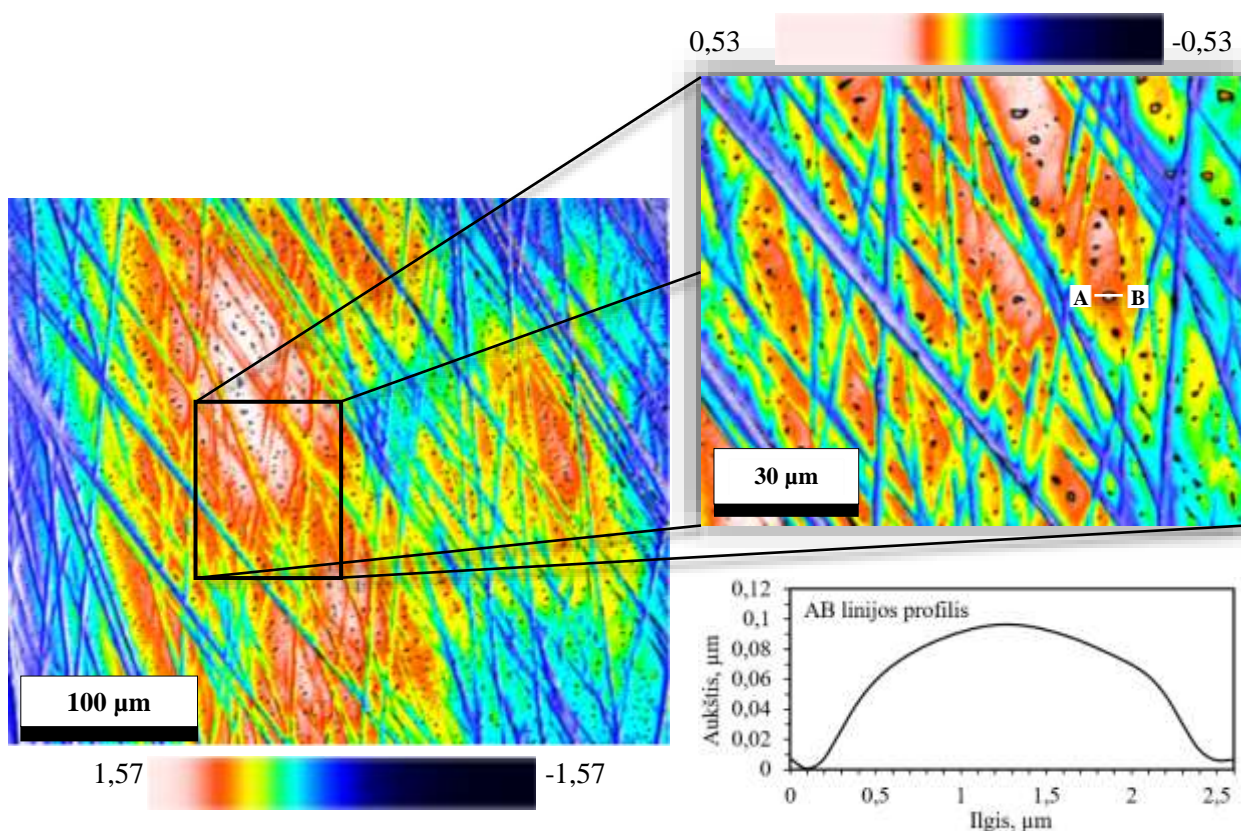 0,53
-0,53
A
B
30 µm
100 µm
1,57
-1,57
AB linijos profilis
Aukštis, µm
0,12
0,1
0,08
0,06
0,04
0,02
0
0
0,5
1
1,5
2
2,5
Ilgis, µm